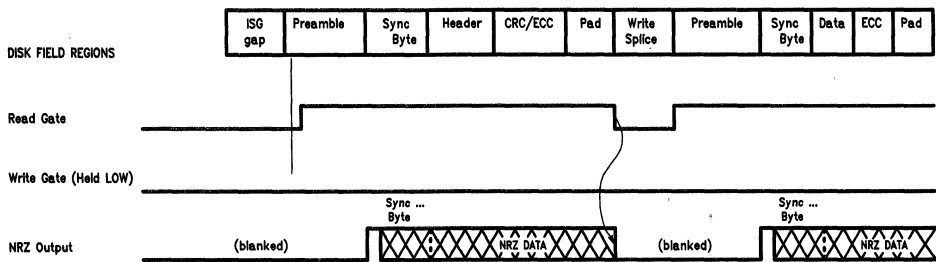 ISG gap
Preamble
Sync Byte
Header
CRC/ECC
Pad
Write Splice
Preamble
Sync Byte
Data
ECC
Pad
DISK FIELD REGIONS
Read Gate
Write Gate (Held LOW)
Sync ... Byte
Sync ... Byte
NRZ Output
(blanked)
NRZ DATA
(blanked)
NRZ DATA